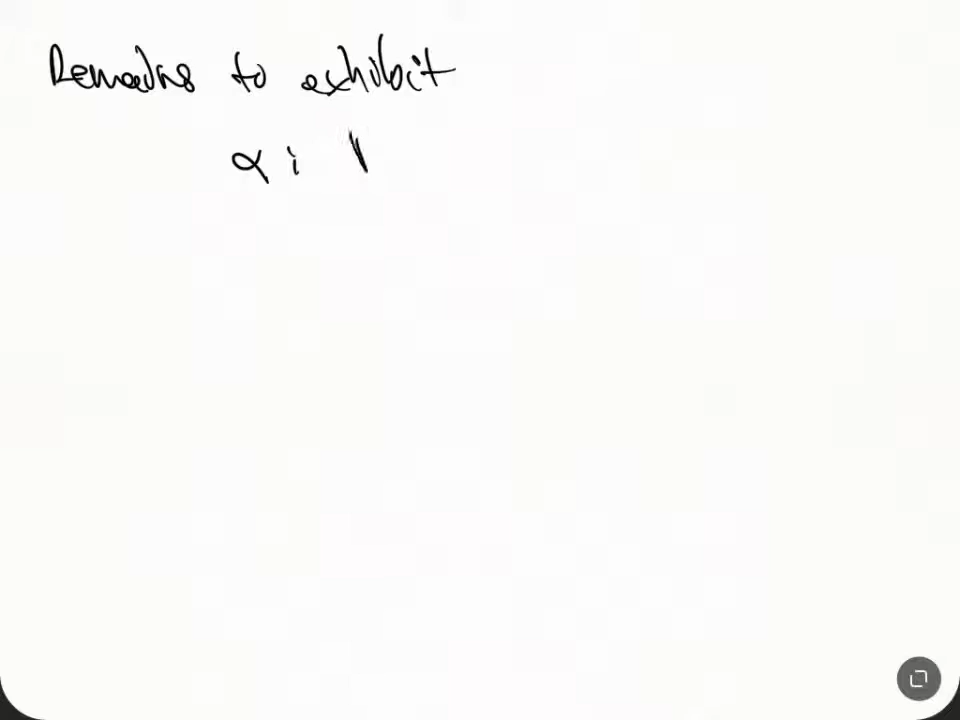 Remains to exhibit
α : \